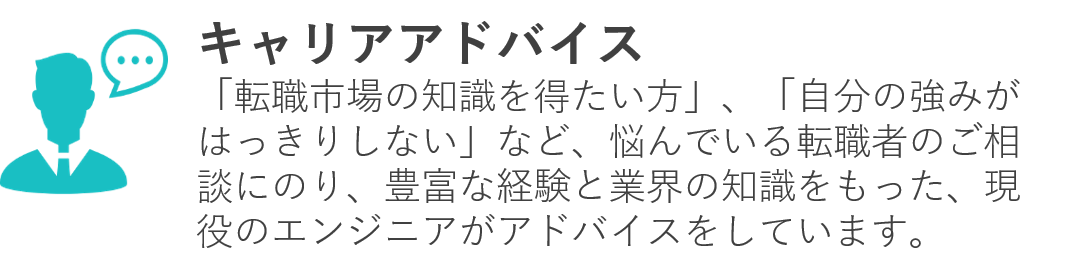 キャリアアドバイス
「転職市場の知識を得たい方」、「自分の強みが
はっきりしない」など、悩んでいる転職者のご相
談にのり、豊富な経験と業界の知識をもった、現
役のエンジニアがアドバイスをしています。